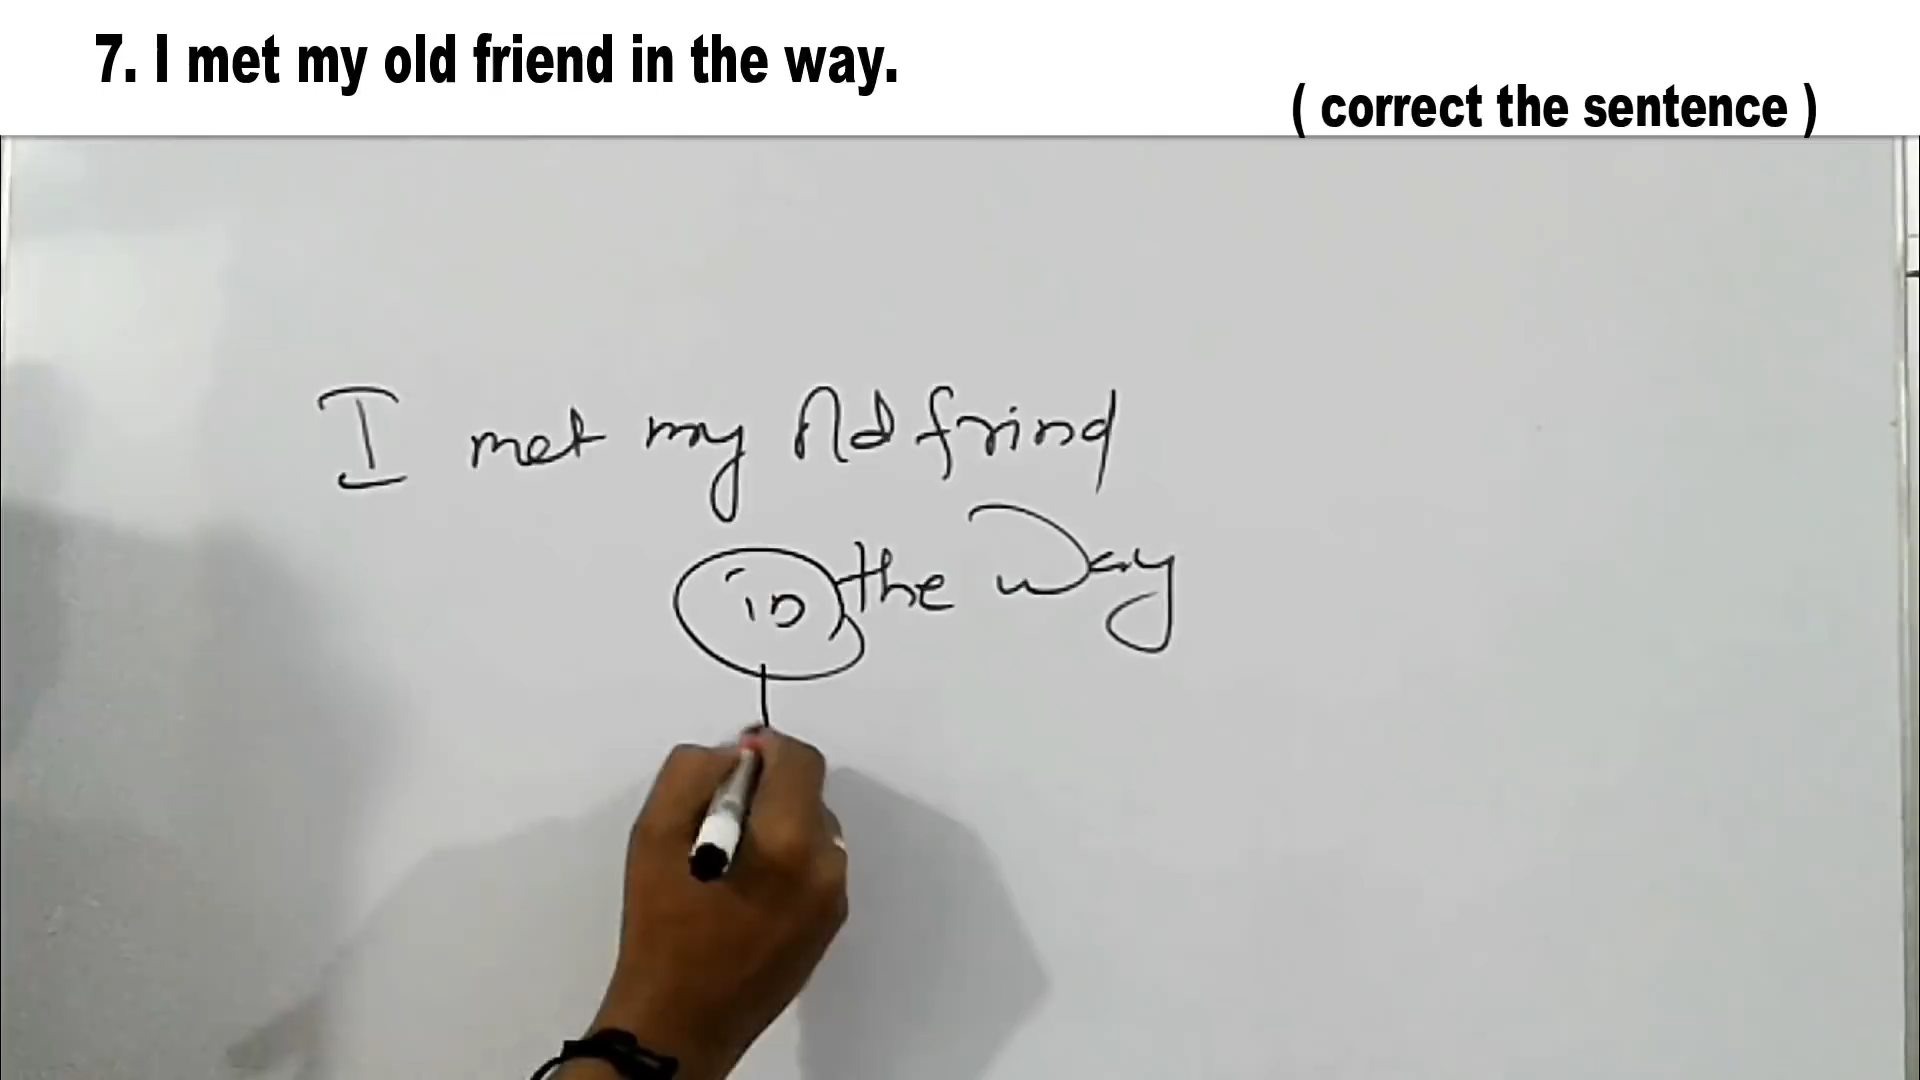 7. I met my old friend in the way.
( correct the sentence )
I met my old frind
in the way